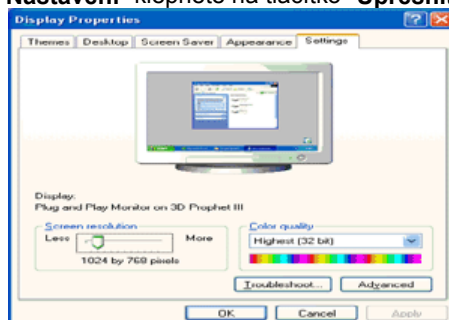 Nastavení" klepněte na tlačítko "Upřesnit
Display Properties
Themes Desktop Screen Saver Appearance Settings
Display:
Plug and Play Monitor on 3D Prophet III
Screen resolution
Less More
1024 by 768 pixels
Color quality
Highest (32 bit)
Troubleshoot... Advanced
OK Cancel Apply